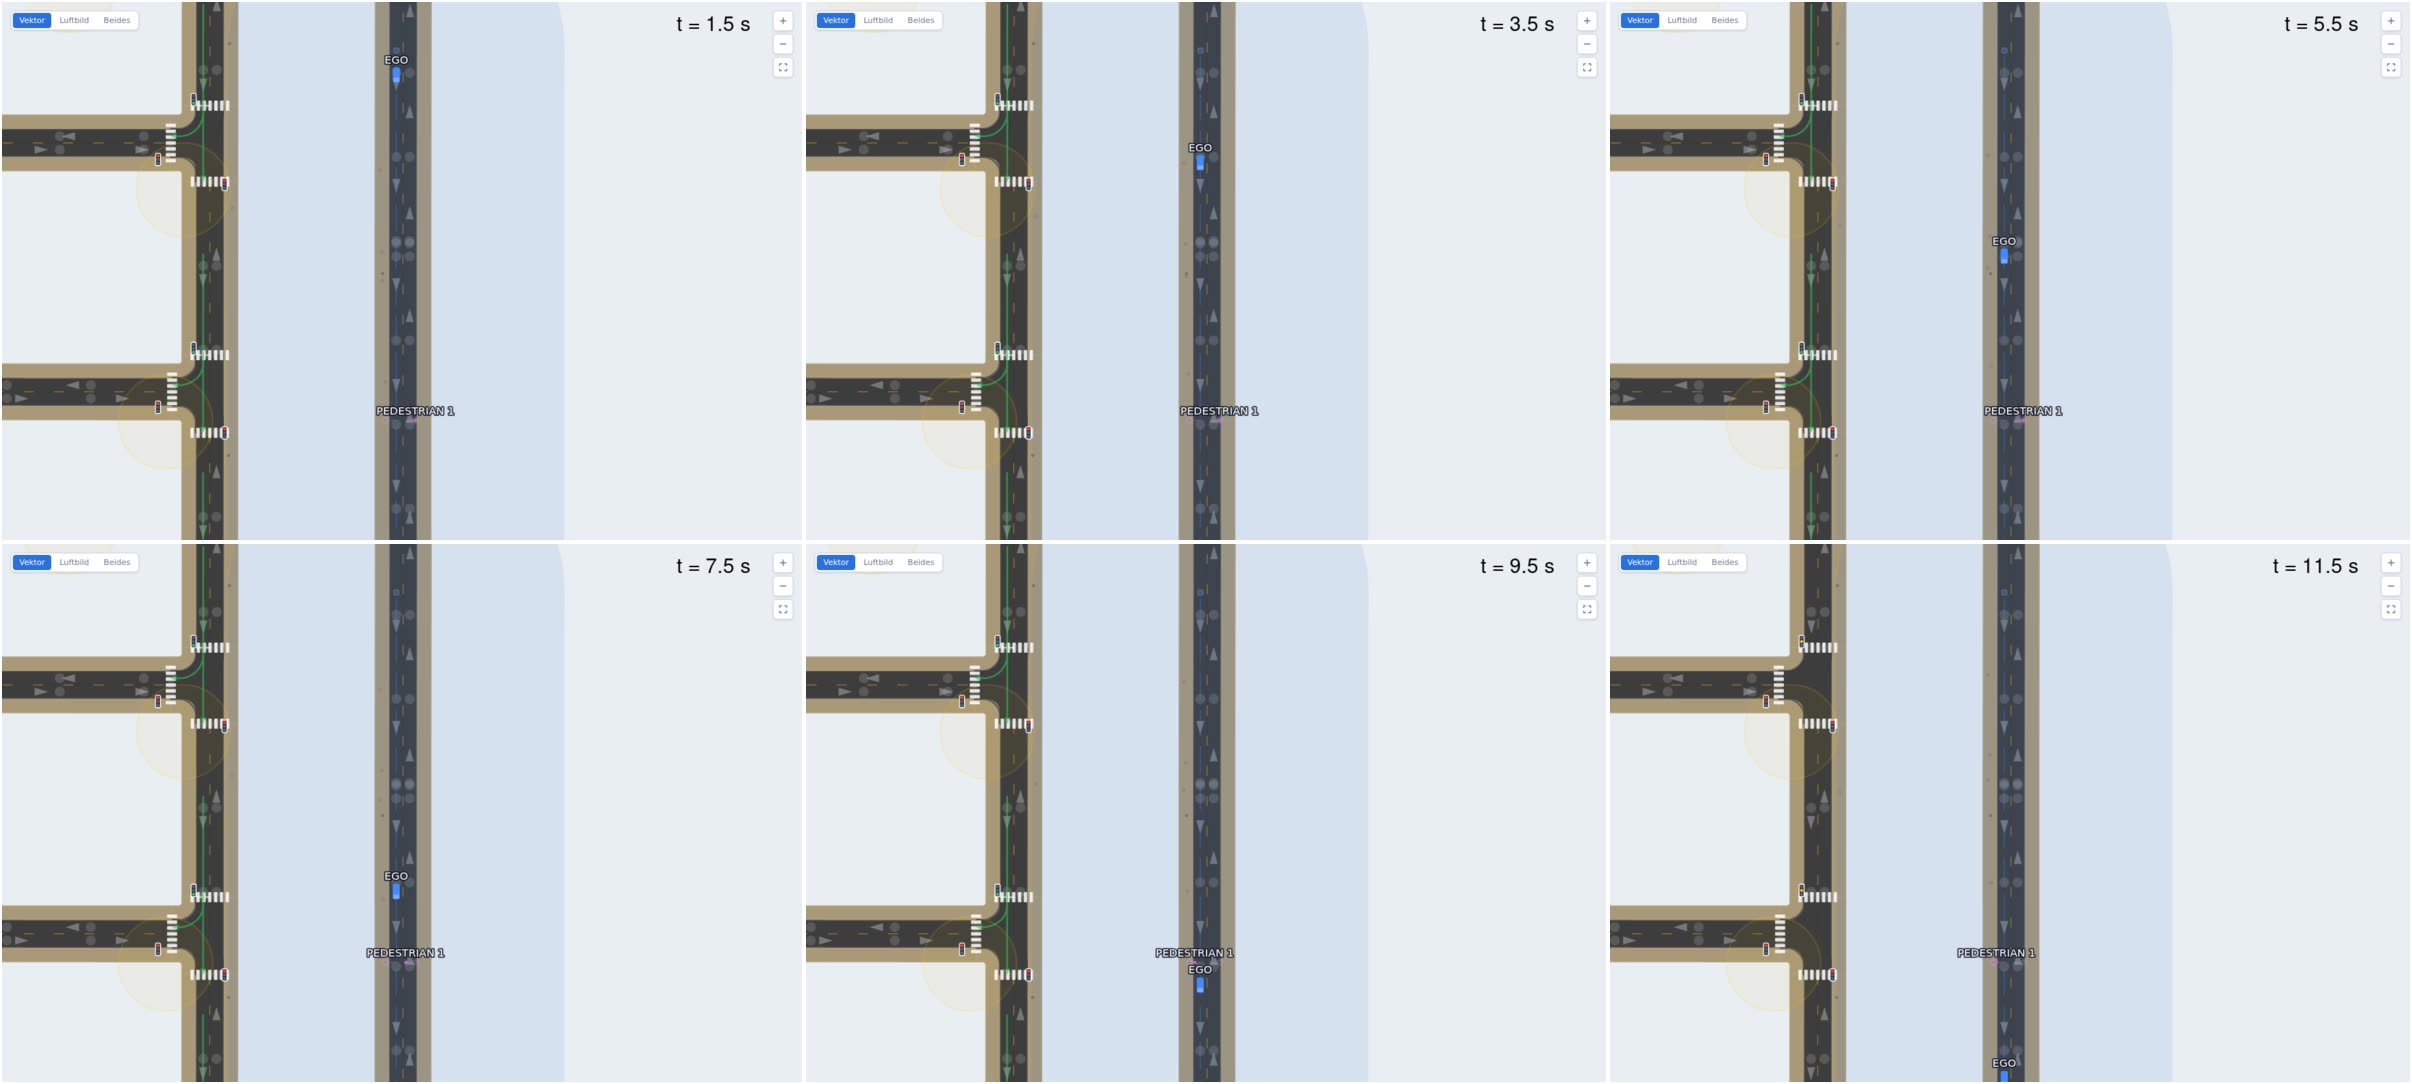 Vektor Luftbild Beides t = 1.5 s +
−
EGO
PEDESTRIAN 1
Vektor Luftbild Beides t = 3.5 s +
−
EGO
PEDESTRIAN 1
Vektor Luftbild Beides t = 5.5 s +
−
EGO
PEDESTRIAN 1
Vektor Luftbild Beides t = 7.5 s +
−
EGO
PEDESTRIAN 1
Vektor Luftbild Beides t = 9.5 s +
−
PEDESTRIAN 1
EGO
Vektor Luftbild Beides t = 11.5 s +
−
PEDESTRIAN 1
EGO